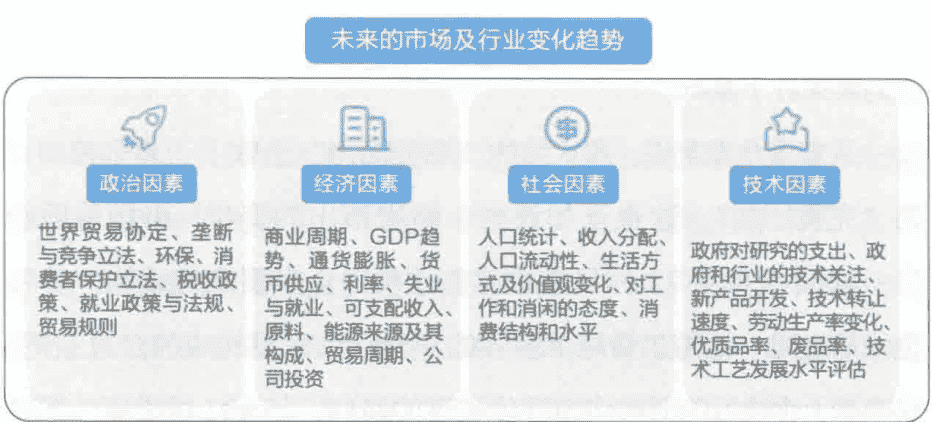 未来的市场及行业变化趋势
政治因素
世界贸易协定、垄断
与竞争立法、环保、消
费者保护立法、税收政
策、就业政策与法规、
贸易规则
经济因素
商业周期、GDP趋
势、通货膨胀、货
币供应、利率、失业
与就业、可支配收入、
原料、能源来源及其
构成、贸易周期、公
司投资
社会因素
人口统计、收入分配、
人口流动性、生活方
式及价值观变化、对工
作和消闲的态度、消
费结构和水平
技术因素
政府对研究的支出、政
府和行业的技术关注、
新产品开发、技术转让
速度、劳动生产率变化、
优质品率、废品率、技
术工艺发展水平评估